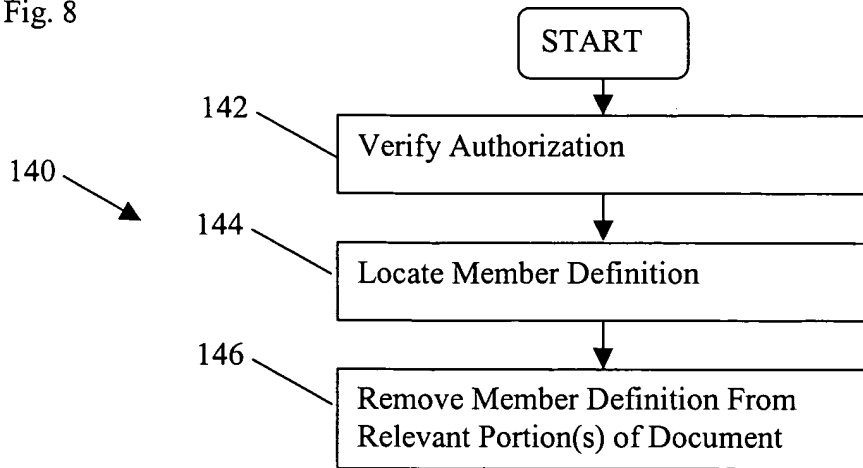 Fig. 8
START
142
Verify Authorization
140
144
Locate Member Definition
146
Remove Member Definition From
Relevant Portion(s) of Document